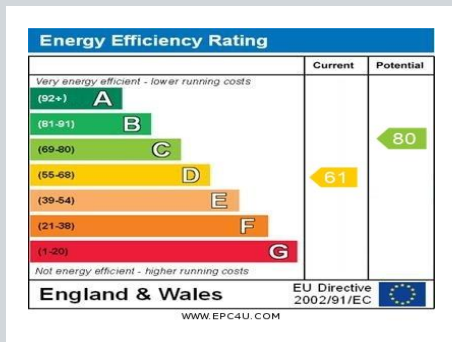 Energy Efficiency Rating
Current Potential
Very energy efficient - lower running costs
(92+) A
(81-91) B
(69-80) C
80
(55-68) D
61
(39-54) E
(21-38) F
(1-20) G
Not energy efficient - higher running costs
England & Wales
EU Directive
2002/91/EC
WWW.EPC4U.COM